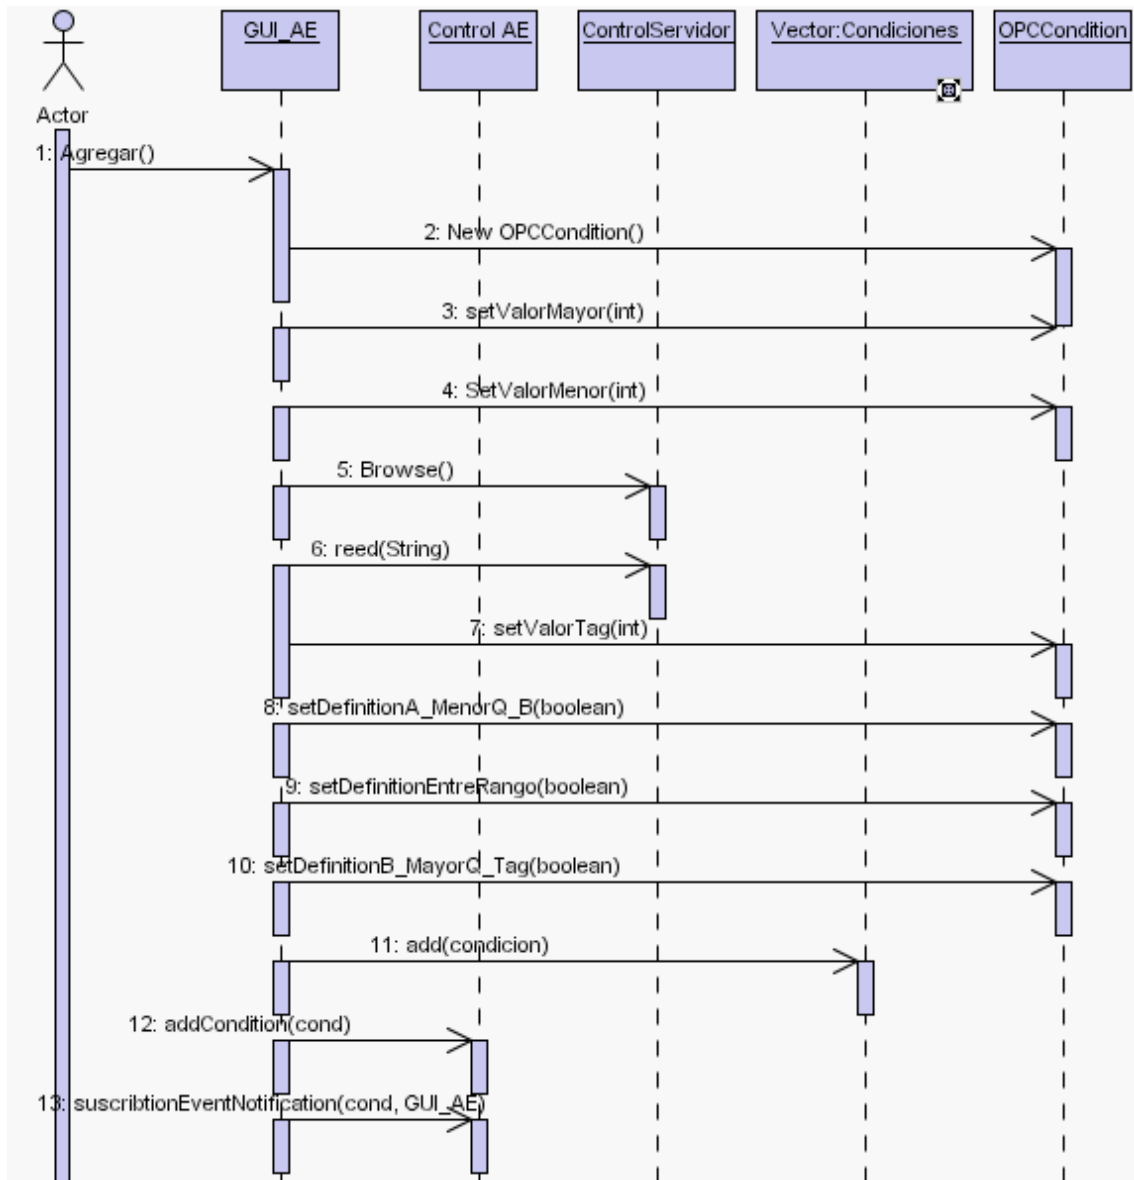 GUI_AE
Control AE
ControlServidor
Vector:Condiciones
OPCCondition
Actor
1: Agregar()
2: New OPCCondition()
3: setValorMayor(int)
4: SetValorMenor(int)
5: Browse()
6: reed(String)
7: setValorTag(int)
8: setDefinitionA_MenorQ_B(boolean)
9: setDefinitionEntreRango(boolean)
10: setDefinitionB_MayorQ_Tag(boolean)
11: add(condicion)
12: addCondition(cond)
13: suscribtionEventNotification(cond, GUI_AE)